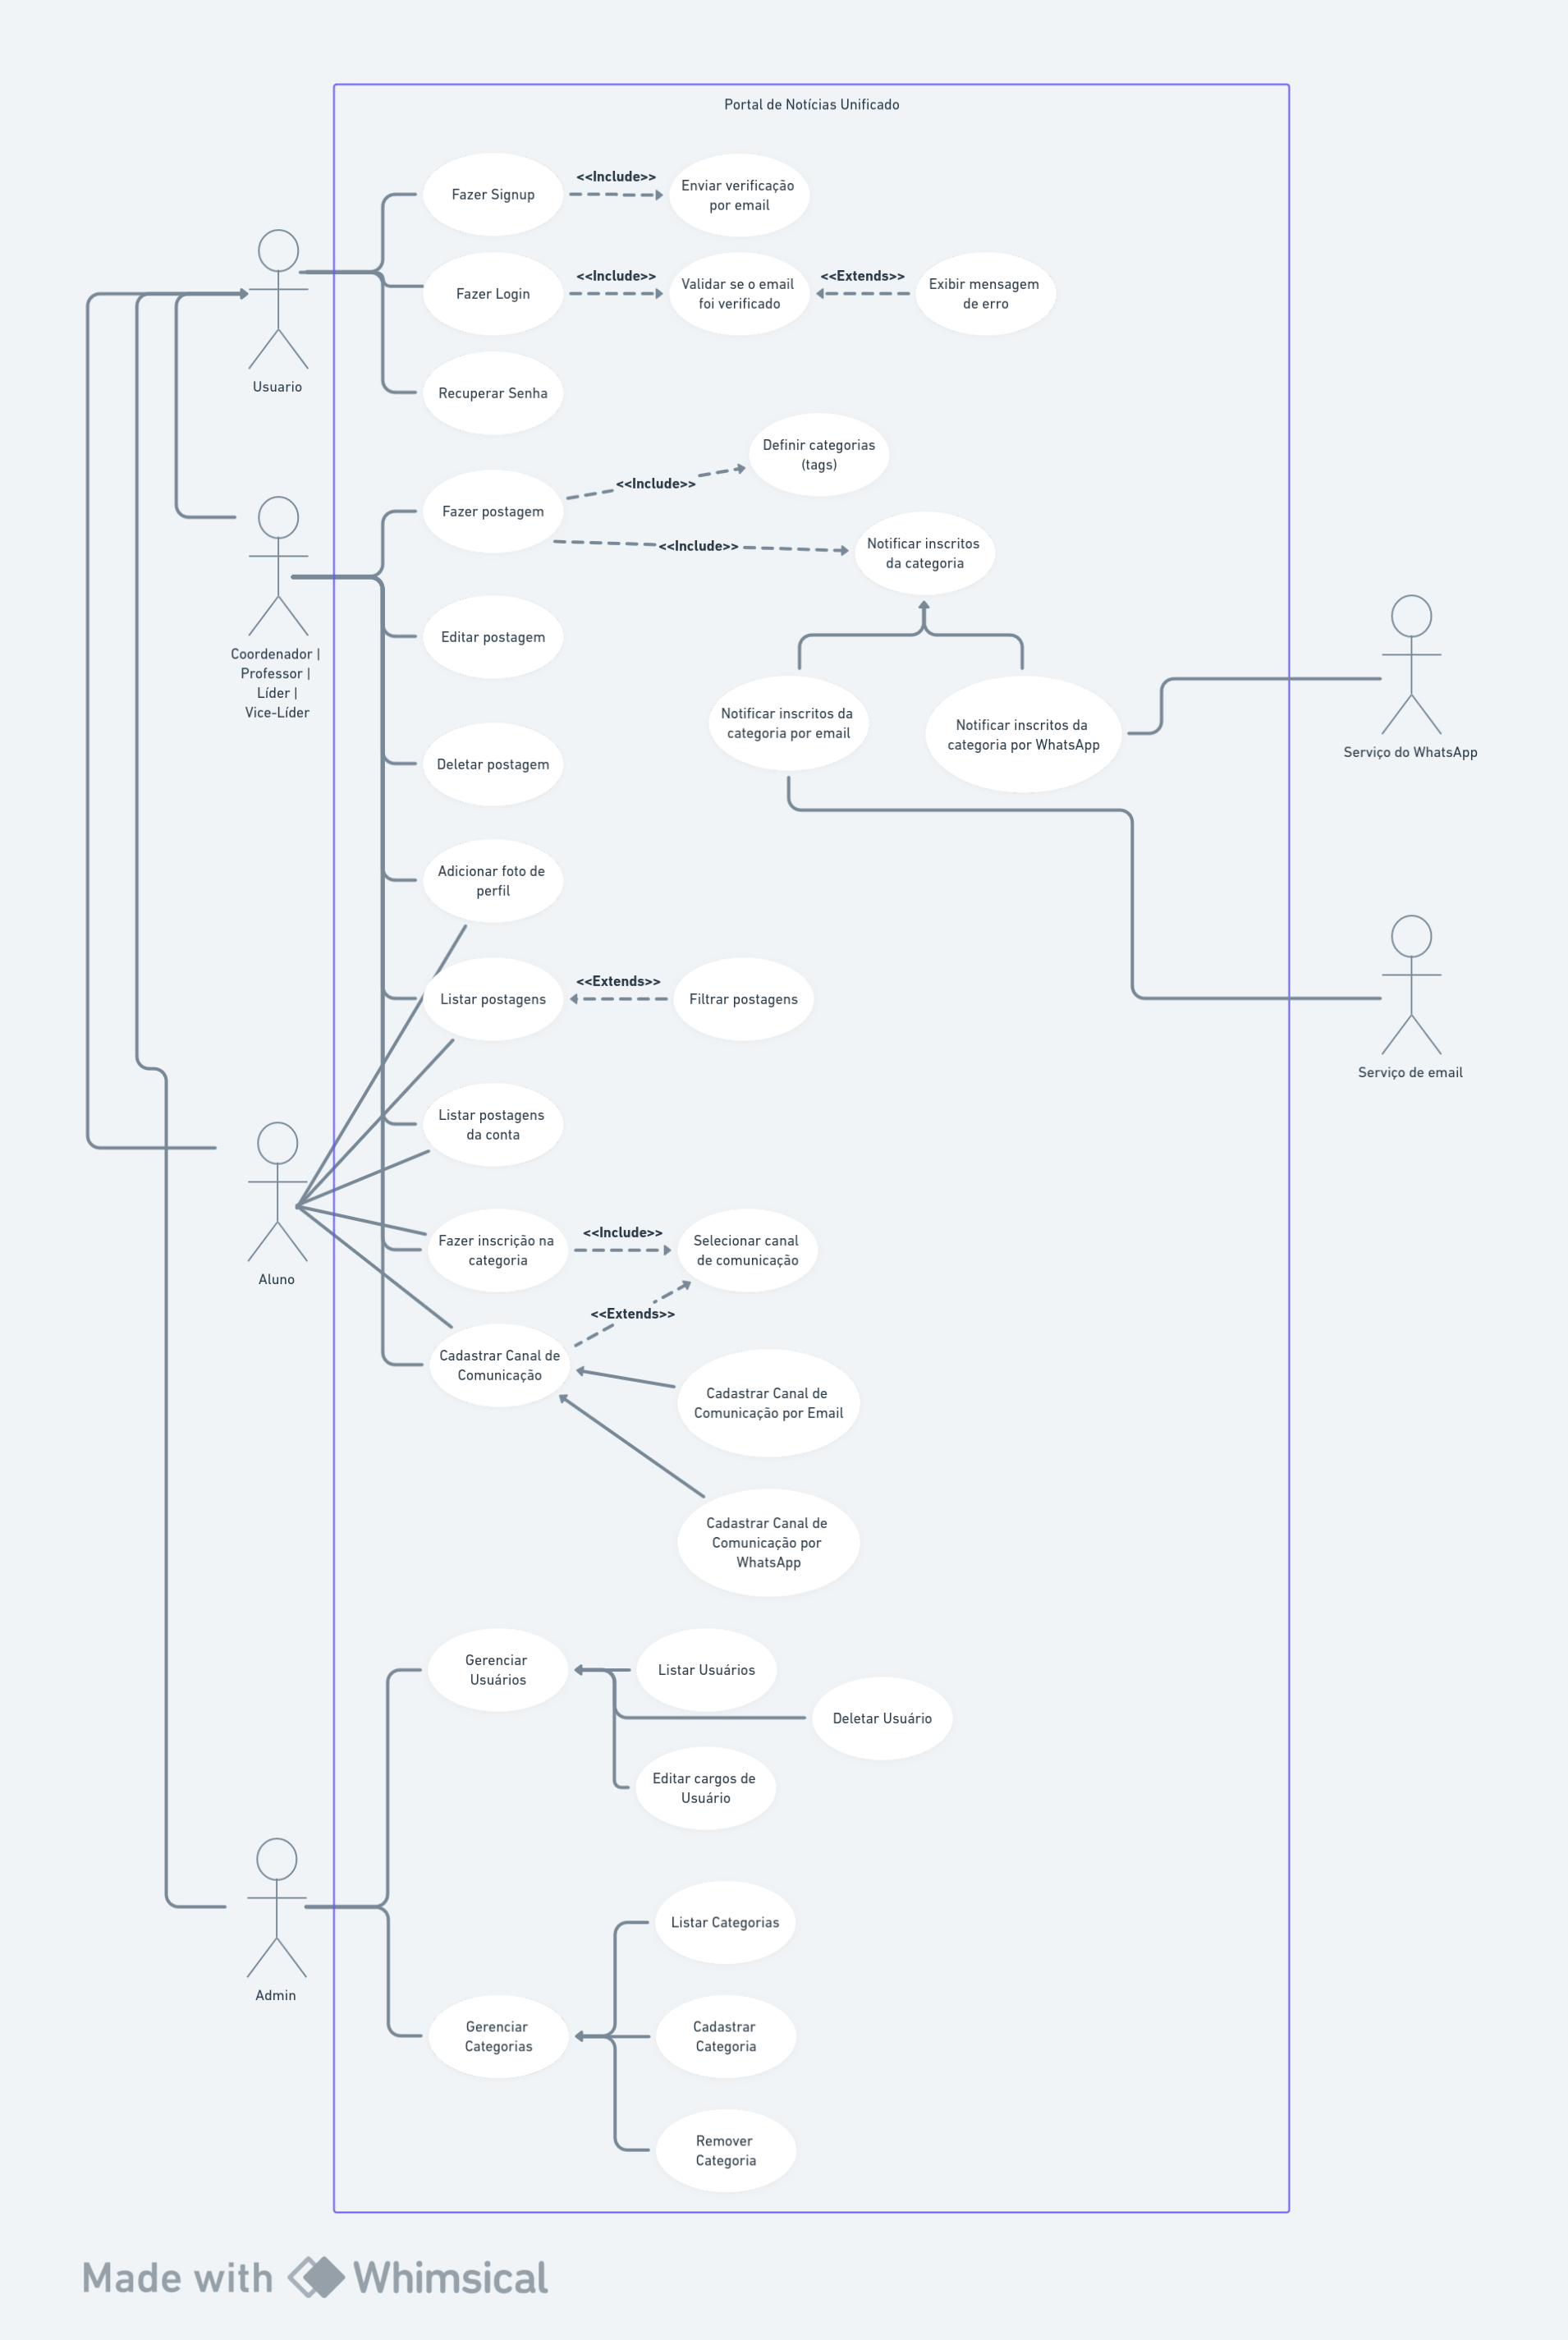 Portal de Notícias Unificado
Fazer Signup
<<Include>>
Enviar verificação
por email
Fazer Login
<<Include>>
Validar se o email
foi verificado
<<Extends>>
Exibir mensagem
de erro
Usuario
Recuperar Senha
Definir categorias
(tags)
<<Include>>
Fazer postagem
<<Include>>
Notificar inscritos
da categoria
Editar postagem
Coordenador |
Professor |
Líder |
Vice-Líder
Notificar inscritos da
categoria por email
Notificar inscritos da
categoria por WhatsApp
Serviço do WhatsApp
Deletar postagem
Adicionar foto de
perfil
Listar postagens
<<Extends>>
Filtrar postagens
Serviço de email
Listar postagens
da conta
Fazer inscrição na
categoria
<<Include>>
Selecionar canal
de comunicação
Aluno
<<Extends>>
Cadastrar Canal de
Comunicação
Cadastrar Canal de
Comunicação por Email
Cadastrar Canal de
Comunicação por
WhatsApp
Gerenciar
Usuários
Listar Usuários
Deletar Usuário
Editar cargos de
Usuário
Listar Categorias
Admin
Gerenciar
Categorias
Cadastrar
Categoria
Remover
Categoria
Made with Whimsical